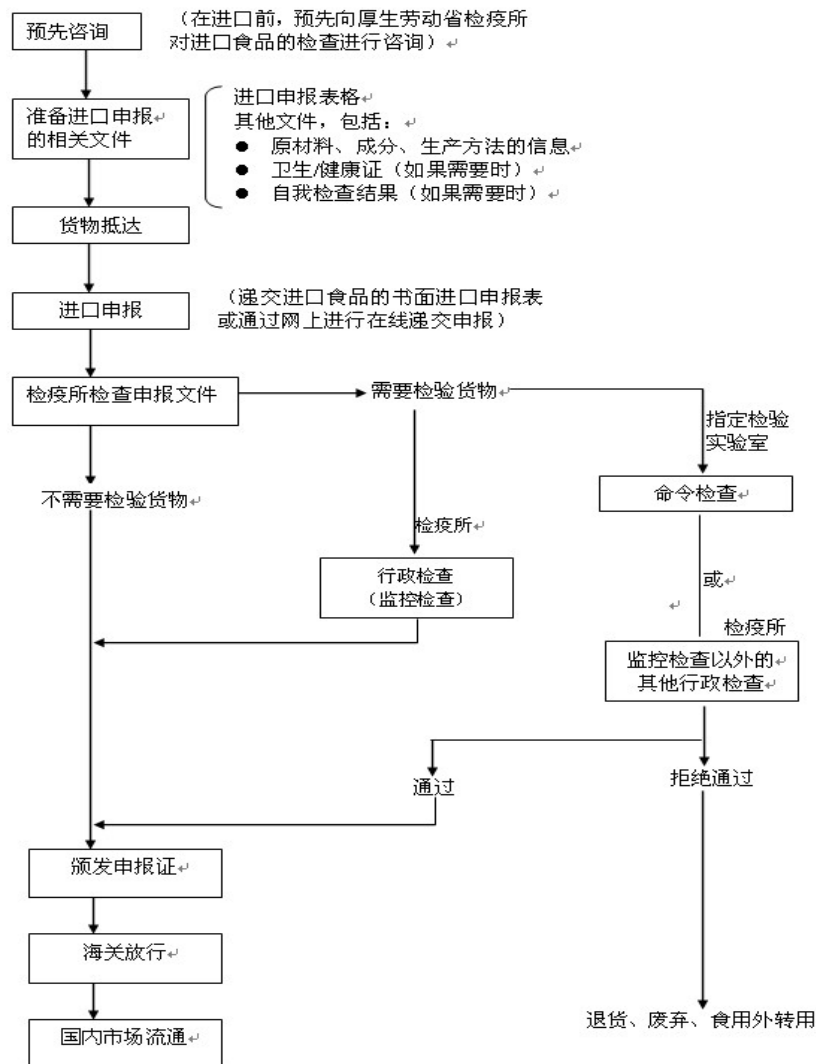 预先咨询
（在进口前，预先向厚生劳动省检疫所
对进口食品的检查进行咨询）
准备进口申报
的相关文件
进口申报表格
其他文件，包括：
● 原材料、成分、生产方法的信息
● 卫生/健康证（如果需要时）
● 自我检查结果（如果需要时）
货物抵达
进口申报
（递交进口食品的书面进口申报表
或通过网上进行在线递交申报）
检疫所检查申报文件
需要检验货物
指定检验
实验室
命令检查
不需要检验货物
检疫所
行政检查
（监控检查）
或
检疫所
监控检查以外的
其他行政检查
通过
拒绝通过
颁发申报证
海关放行
国内市场流通
退货、废弃、食用外转用